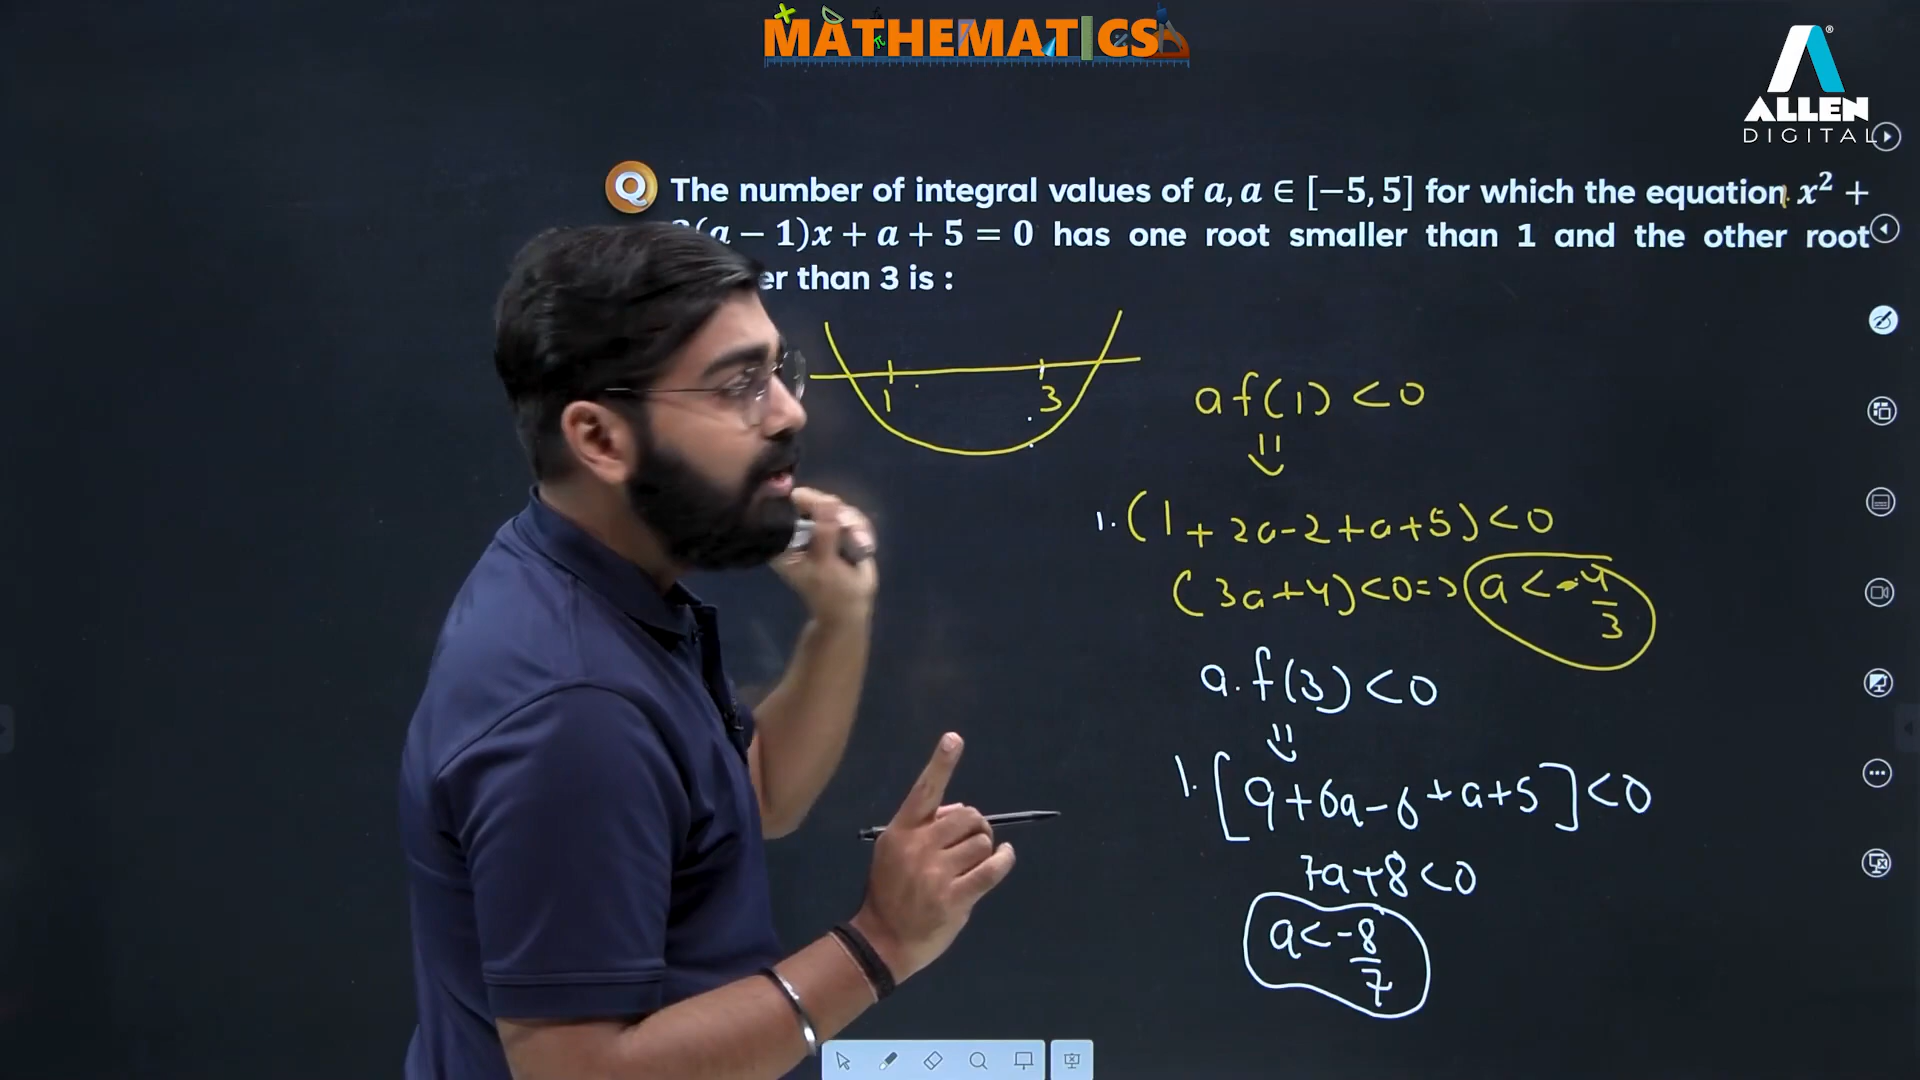 MATHEMATICS
ALLEN
DIGITAL
Q The number of integral values of a, a ∈ [−5, 5] for which the equation x² +
(a − 1)x + a + 5 = 0 has one root smaller than 1 and the other root
er than 3 is :
1 3
af(1) < 0
⇓
1. (1 + 2a - 2 + a + 5) < 0
(3a + 4) < 0 => a < -4/3
a. f(3) < 0
⇓
1. [9 + 6a - 6 + a + 5] < 0
7a + 8 < 0
a < -8/7